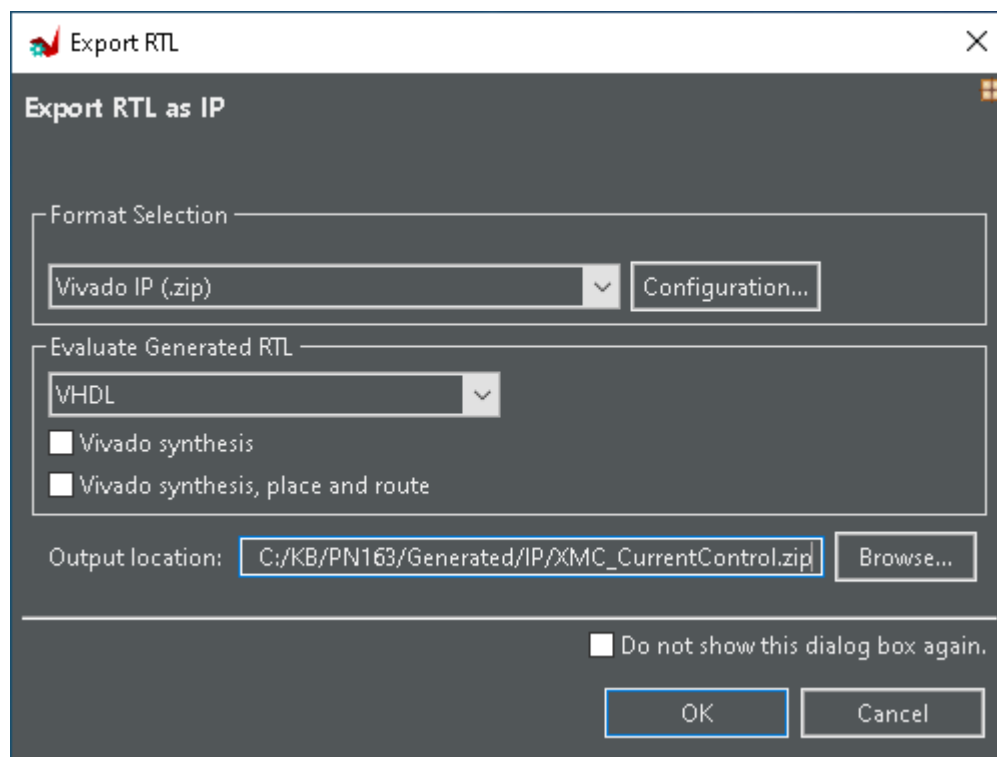 Export RTL
Export RTL as IP
Format Selection
Vivado IP (.zip)
Configuration...
Evaluate Generated RTL
VHDL
Vivado synthesis
Vivado synthesis, place and route
Output location: C:/KB/PN163/Generated/IP/XMC_CurrentControl.zip Browse...
Do not show this dialog box again.
OK Cancel